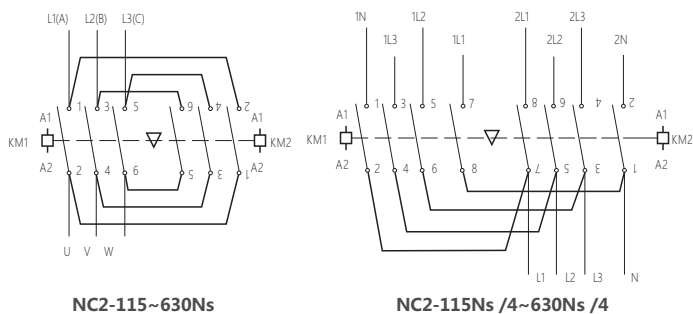 L1(A) L2(B) L3(C)
A1 1 3 5 6 4 2 A1
KM1 KM2
A2 2 4 6 5 3 1 A2
U V W
NC2-115~630Ns
1N 1L2 2L1 2L3
1L3 1L1 2L2 2N
A1 1 3 5 7 8 6 4 2 A1
KM1 KM2
A2 2 4 6 8 7 5 3 1 A2
L1 L2 L3 N
NC2-115Ns /4~630Ns /4